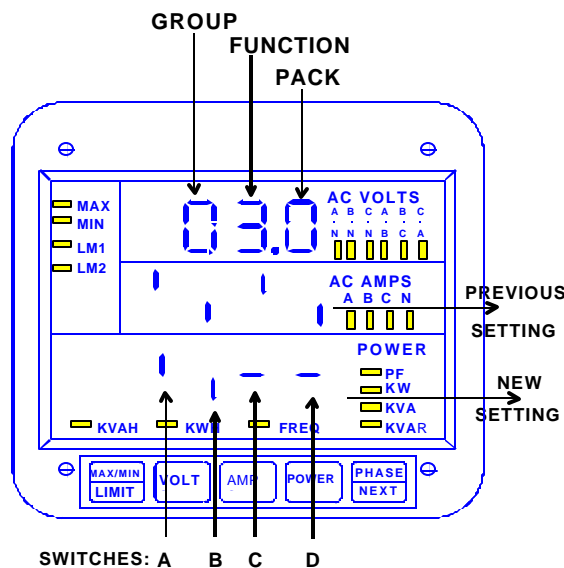 GROUP
FUNCTION
PACK
03.0
AC VOLTS
A B C A B C
· · · · · ·
N N N B C A
MAX
MIN
LM1
LM2
AC AMPS
A B C N
PREVIOUS
SETTING
POWER
PF
KW
KVA
KVAR
NEW
SETTING
KVAH
KWH
FREQ
MAX/MIN
LIMIT
VOLT
AMP
POWER
PHASE
NEXT
SWITCHES: A B C D